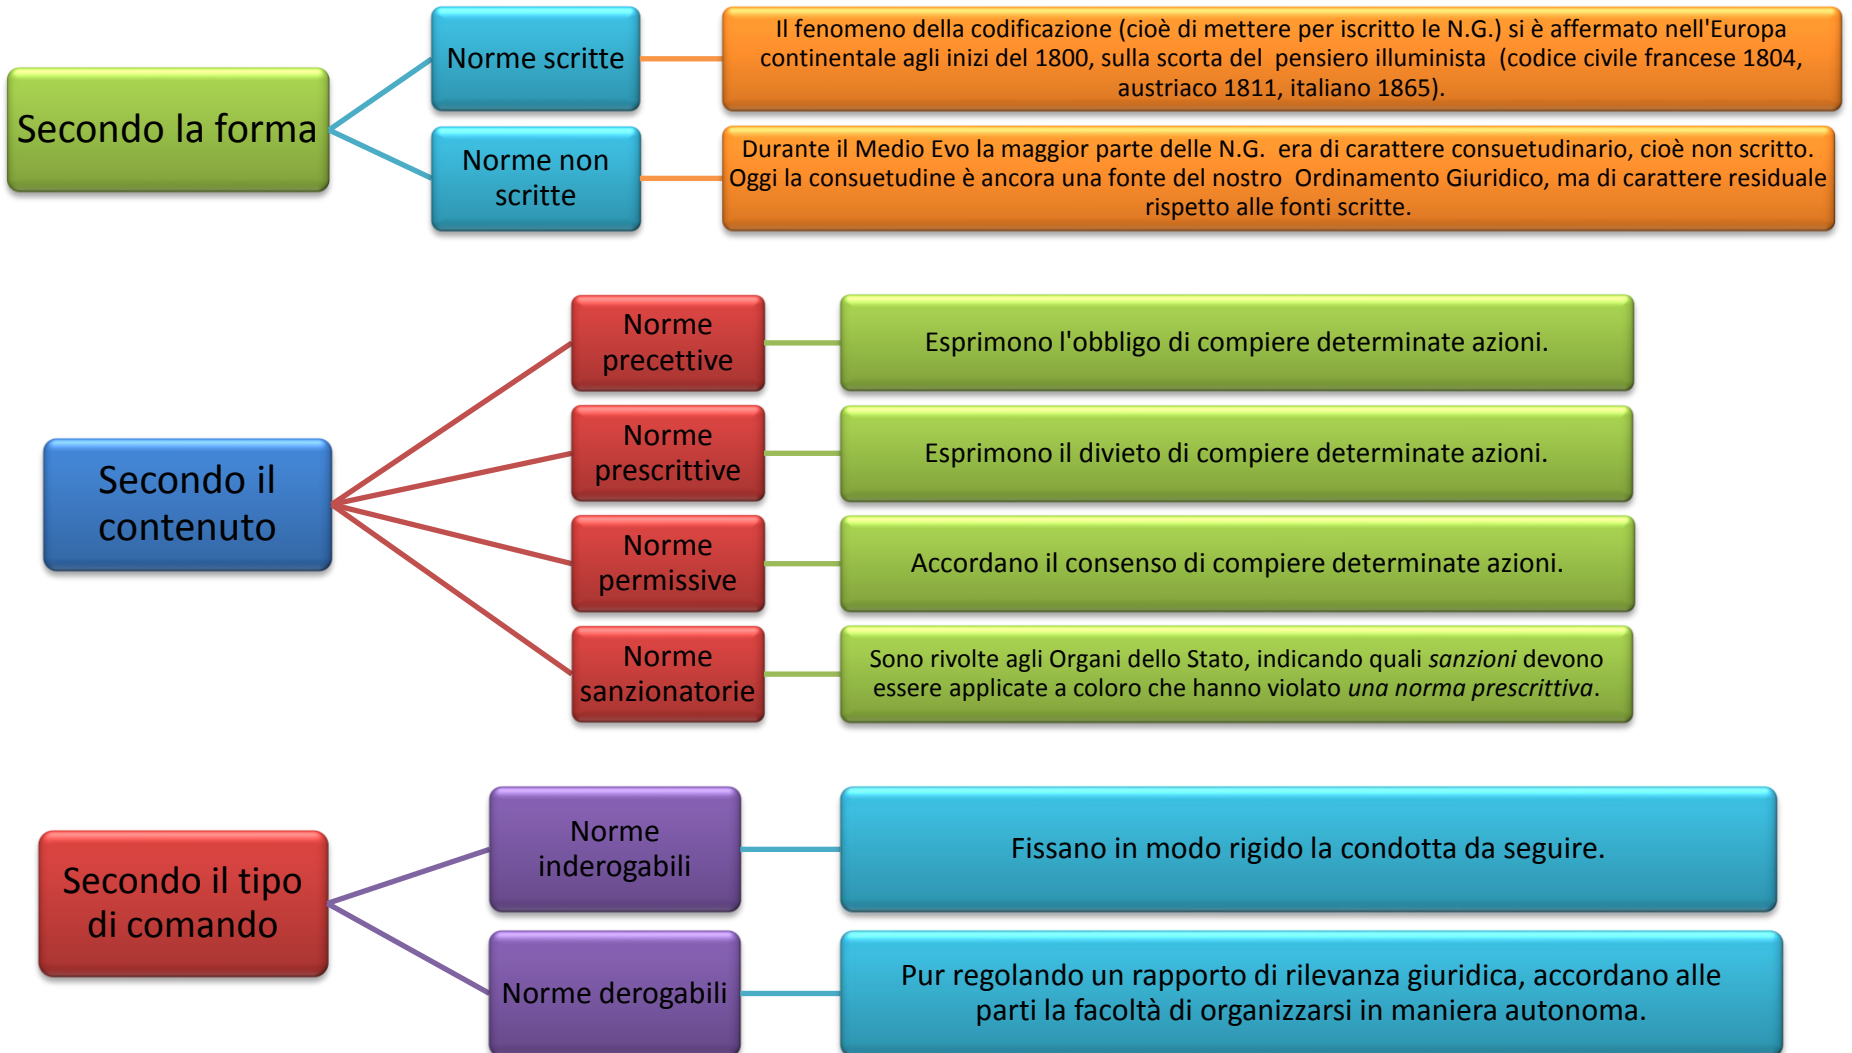 Secondo la forma
Norme scritte
Il fenomeno della codificazione (cioè di mettere per iscritto le N.G.) si è affermato nell'Europa
continentale agli inizi del 1800, sulla scorta del pensiero illuminista (codice civile francese 1804,
austriaco 1811, italiano 1865).
Norme non
scritte
Durante il Medio Evo la maggior parte delle N.G. era di carattere consuetudinario, cioè non scritto.
Oggi la consuetudine è ancora una fonte del nostro Ordinamento Giuridico, ma di carattere residuale
rispetto alle fonti scritte.
Secondo il
contenuto
Norme
precettive
Esprimono l'obbligo di compiere determinate azioni.
Norme
prescrittive
Esprimono il divieto di compiere determinate azioni.
Norme
permissive
Accordano il consenso di compiere determinate azioni.
Norme
sanzionatorie
Sono rivolte agli Organi dello Stato, indicando quali sanzioni devono
essere applicate a coloro che hanno violato una norma prescrittiva.
Secondo il tipo
di comando
Norme
inderogabili
Fissano in modo rigido la condotta da seguire.
Norme derogabili
Pur regolando un rapporto di rilevanza giuridica, accordano alle
parti la facoltà di organizzarsi in maniera autonoma.